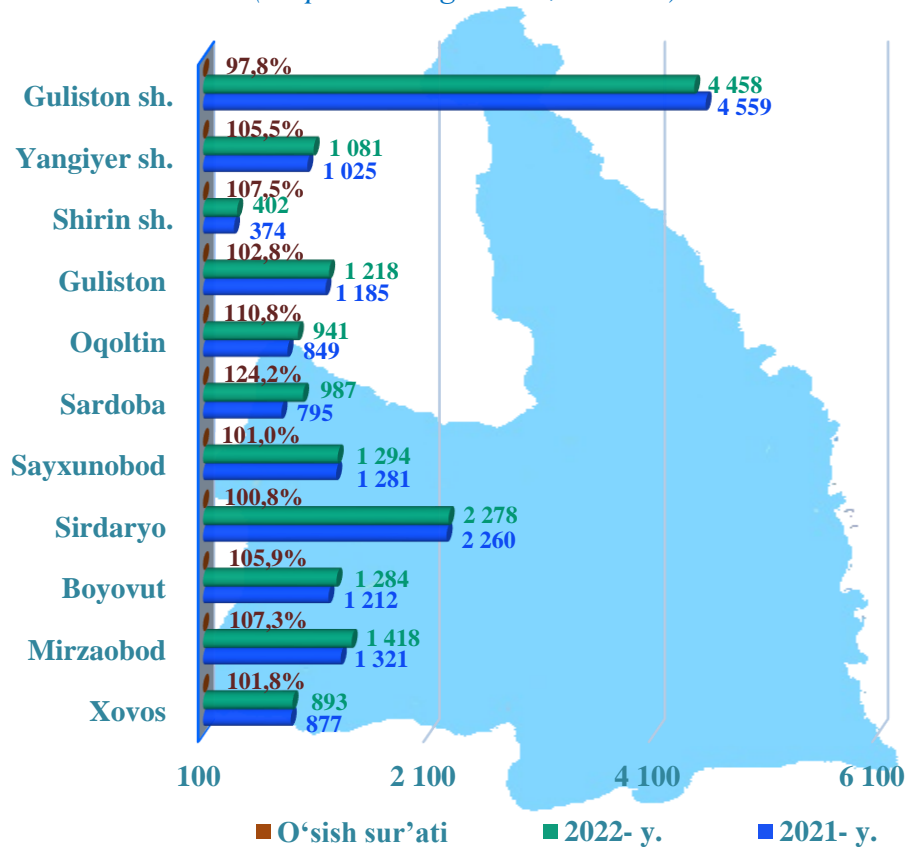 Guliston sh.
97,8%
4 458
4 559
Yangiyer sh.
105,5%
1 081
1 025
Shirin sh.
107,5%
402
374
Guliston
102,8%
1 218
1 185
Oqoltin
110,8%
941
849
Sardoba
124,2%
987
795
Sayxunobod
101,0%
1 294
1 281
Sirdaryo
100,8%
2 278
2 260
Boyovut
105,9%
1 284
1 212
Mirzaobod
107,3%
1 418
1 321
Xovos
101,8%
893
877
100 2 100 4 100 6 100
O‘sish sur’ati 2022- y. 2021- y.